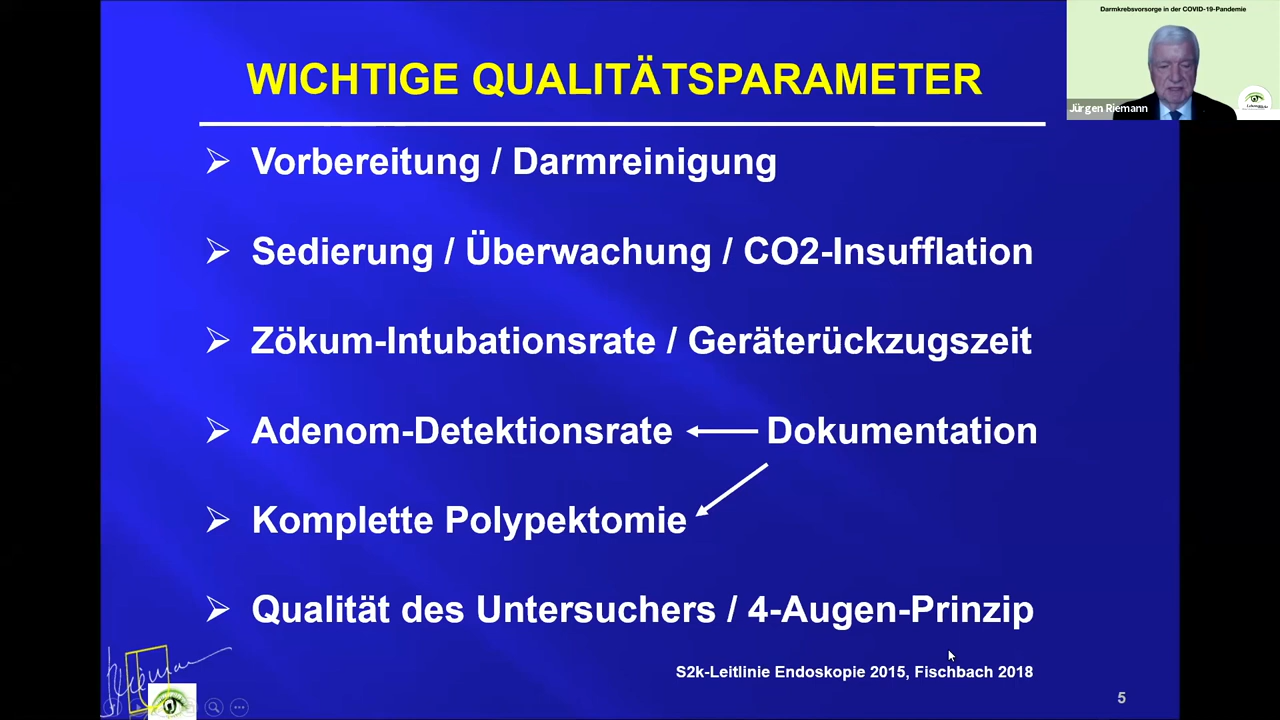 Darmkrebsvorsorge in der COVID-19-Pandemie
Jürgen Riemann
WICHTIGE QUALITÄTSPARAMETER
Vorbereitung / Darmreinigung
Sedierung / Überwachung / CO2-Insufflation
Zökum-Intubationsrate / Geräterückzugszeit
Adenom-Detektionsrate Dokumentation
Komplette Polypektomie
Qualität des Untersuchers / 4-Augen-Prinzip
S2k-Leitlinie Endoskopie 2015, Fischbach 2018
5